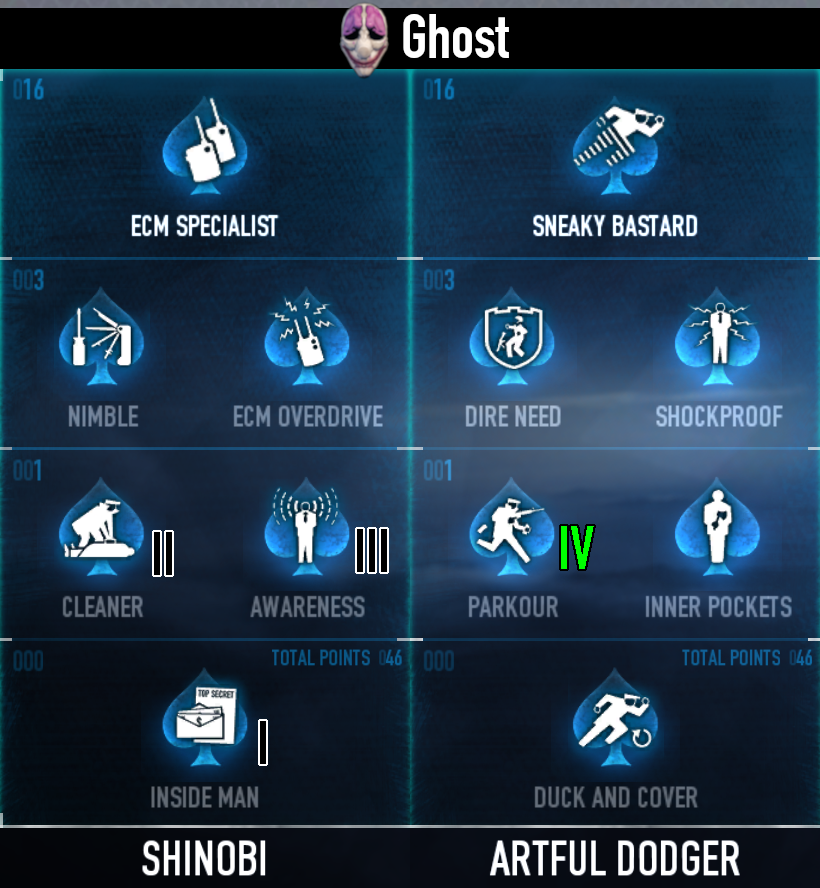 Ghost
016
ECM SPECIALIST
016
SNEAKY BASTARD
003
NIMBLE
ECM OVERDRIVE
003
DIRE NEED
SHOCKPROOF
001
II
III
CLEANER
AWARENESS
001
IV
PARKOUR
INNER POCKETS
000
TOTAL POINTS 046
TOP SECRET
$
I
INSIDE MAN
000
TOTAL POINTS 046
DUCK AND COVER
SHINOBI
ARTFUL DODGER